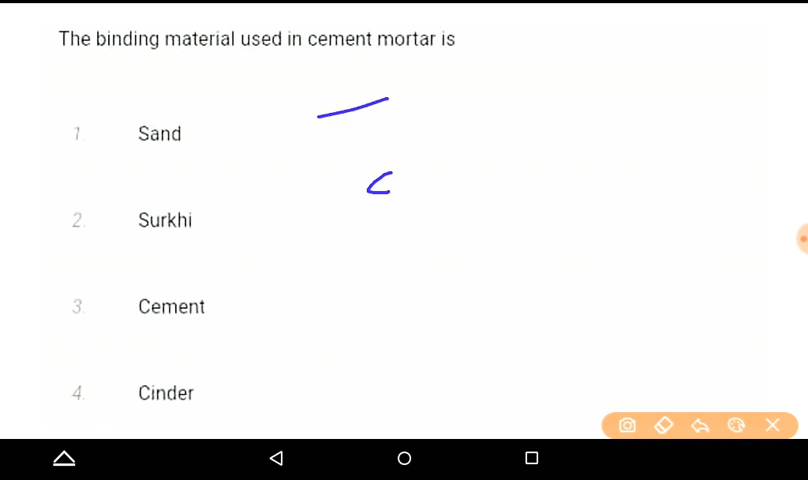 The binding material used in cement mortar is
1. Sand
2. Surkhi
3. Cement
4. Cinder